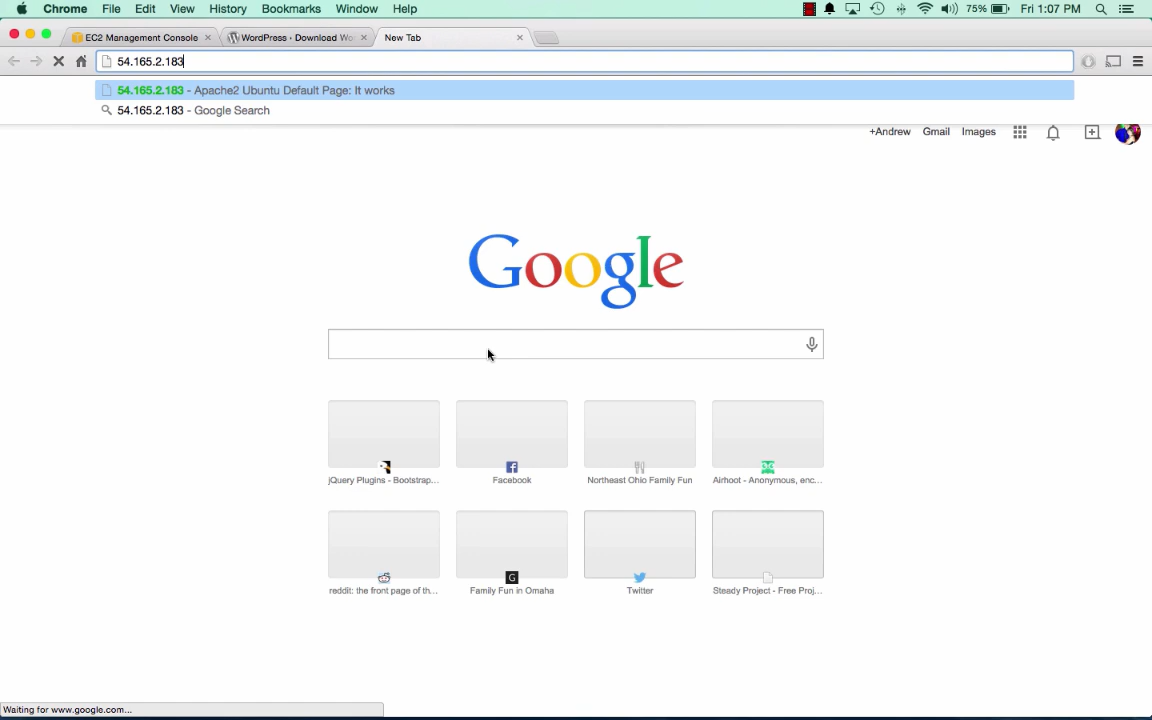 Chrome File Edit View History Bookmarks Window Help 75% Fri 1:07 PM
EC2 Management Console WordPress › Download Wo New Tab
54.165.2.183
54.165.2.183 - Apache2 Ubuntu Default Page: It works
54.165.2.183 - Google Search
+Andrew Gmail Images
Google
jQuery Plugins - Bootstrap... Facebook Northeast Ohio Family Fun Airhoot - Anonymous, enc...
G
reddit: the front page of th... Family Fun in Omaha Twitter Steady Project - Free Proj...
Waiting for www.google.com...